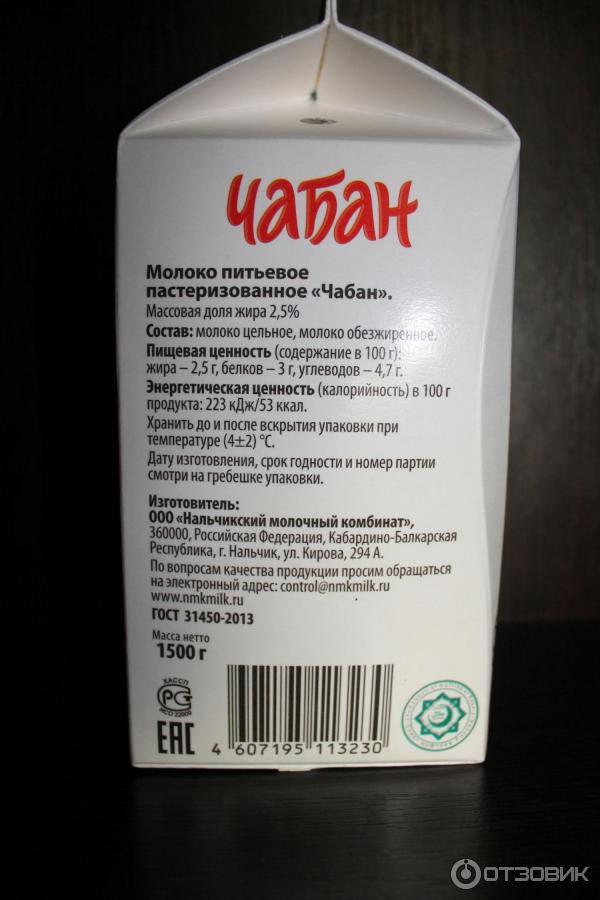 Чабан
Молоко питьевое
пастеризованное «Чабан».
Массовая доля жира 2,5%
Состав: молоко цельное, молоко обезжиренное.
Пищевая ценность (содержание в 100 г):
жира – 2,5 г, белков – 3 г, углеводов – 4,7 г.
Энергетическая ценность (калорийность) в 100 г
продукта: 223 кДж/53 ккал.
Хранить до и после вскрытия упаковки при
температуре (4±2) °С.
Дату изготовления, срок годности и номер партии
смотри на гребешке упаковки.
Изготовитель:
ООО «Нальчикский молочный комбинат»,
360000, Российская Федерация, Кабардино-Балкарская
Республика, г. Нальчик, ул. Кирова, 294 А.
По вопросам качества продукции просим обращаться
на электронный адрес: control@nmkmilk.ru
www.nmkmilk.ru
ГОСТ 31450-2013
Масса нетто
1500 г
ХАССП
РСТ
ИСО 22000
ЕАС
4 607195 113230
ОТЗОВИК